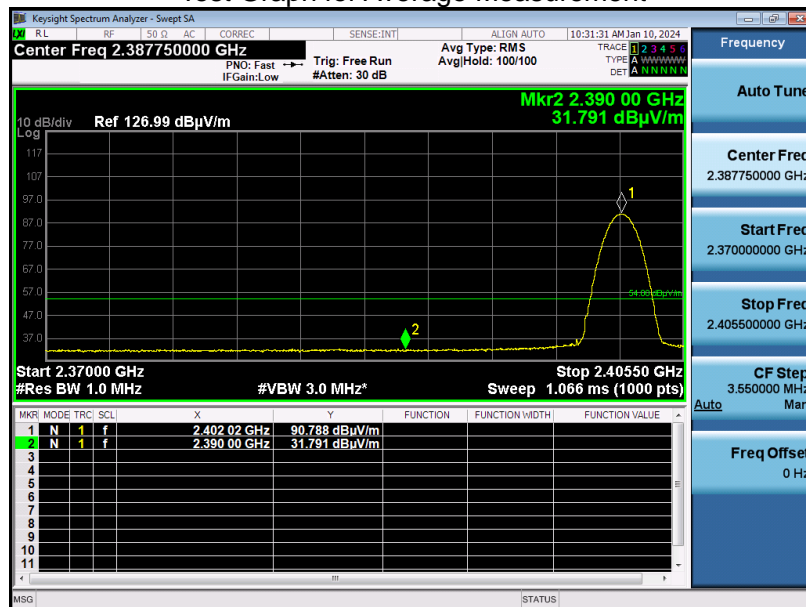 Test Graph for Average Measurement
Keysight Spectrum Analyzer - Swept SA
LXI RL RF 50 Ω AC CORREC SENSE:INT ALIGN AUTO 10:31:31 AM Jan 10, 2024
Center Freq 2.387750000 GHz
PNO: Fast
IFGain:Low
Trig: Free Run
#Atten: 30 dB
Avg Type: RMS
Avg|Hold: 100/100
TRACE 1 2 3 4 5 6
TYPE A WWWWW
DET A N N N N N
Mkr2 2.390 00 GHz
31.791 dBµV/m
10 dB/div Ref 126.99 dBµV/m
Log
117
107
97.0
87.0
77.0
67.0
57.0
47.0
37.0
1
54.00 dBµV/m
2
Start 2.37000 GHz Stop 2.40550 GHz
#Res BW 1.0 MHz #VBW 3.0 MHz* Sweep 1.066 ms (1000 pts)
MKR MODE TRC SCL X Y FUNCTION FUNCTION WIDTH FUNCTION VALUE
1 N 1 f 2.402 02 GHz 90.788 dBµV/m
2 N 1 f 2.390 00 GHz 31.791 dBµV/m
3
4
5
6
7
8
9
10
11
MSG STATUS
Frequency
Auto Tune
Center Freq
2.387750000 GHz
Start Freq
2.370000000 GHz
Stop Freq
2.405500000 GHz
CF Step
3.550000 MHz
Auto Man
Freq Offset
0 Hz